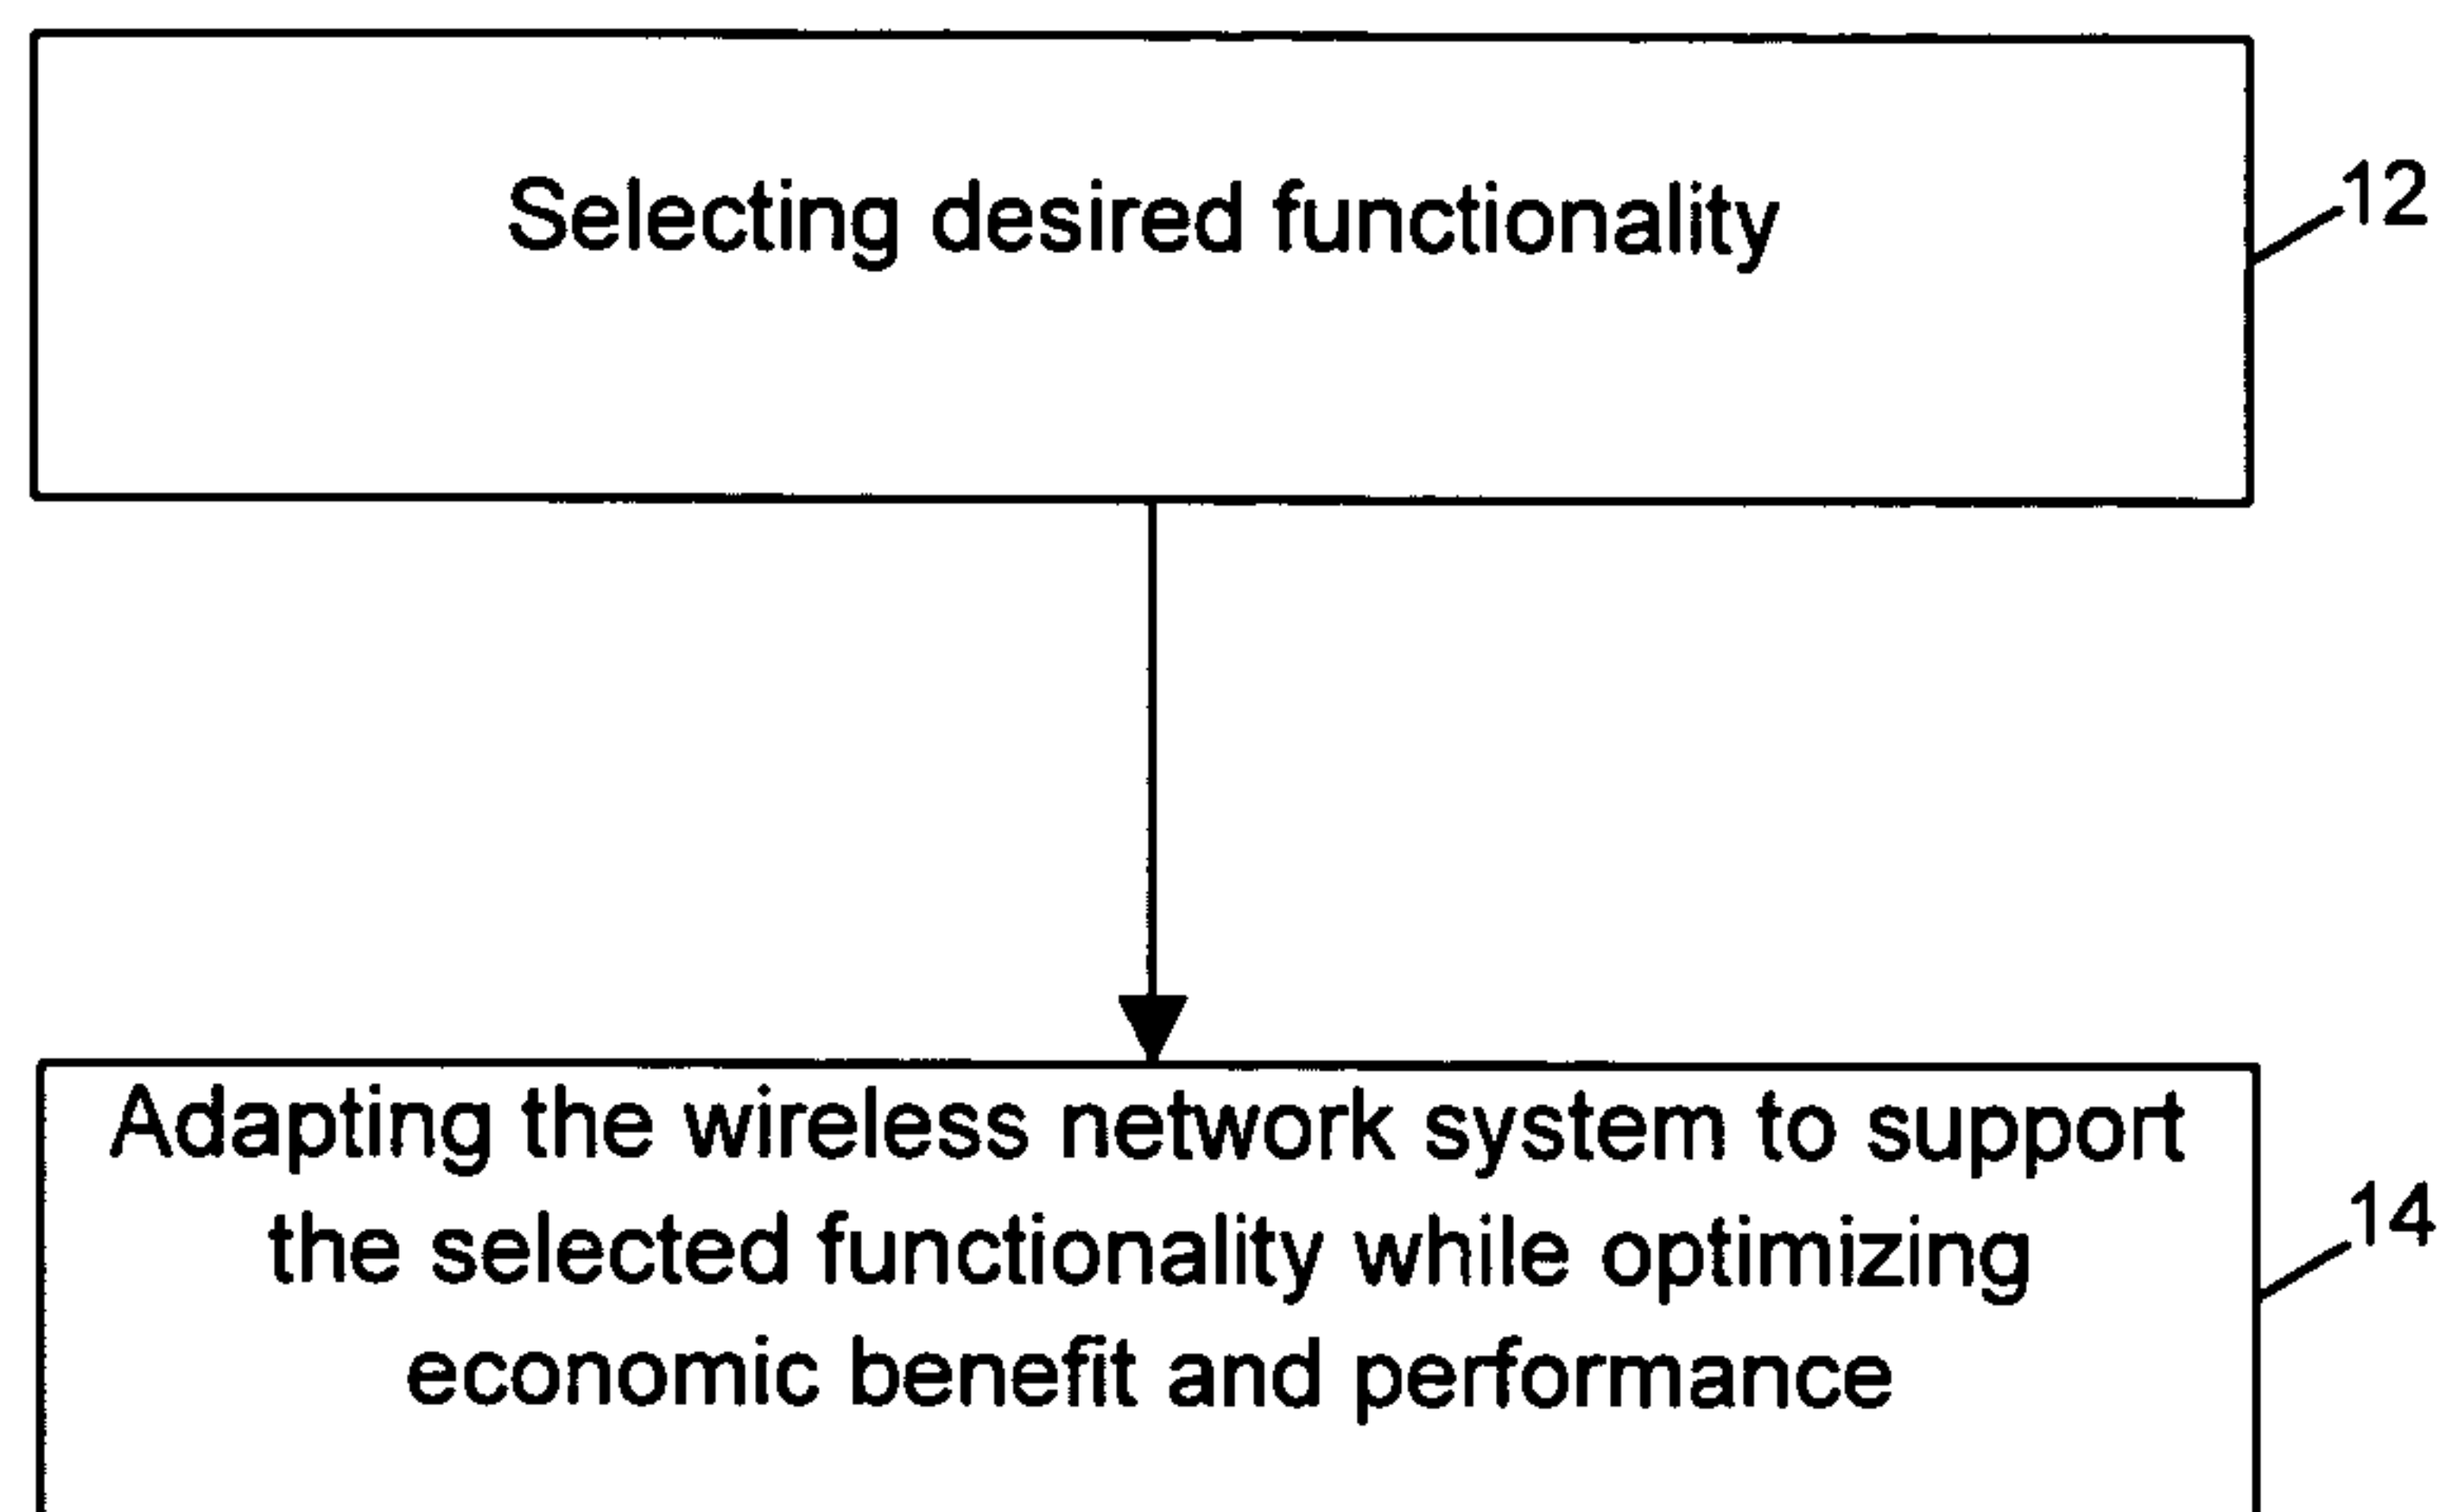 Selecting desired functionality
12
Adapting the wireless network system to support
the selected functionality while optimizing
economic benefit and performance
14